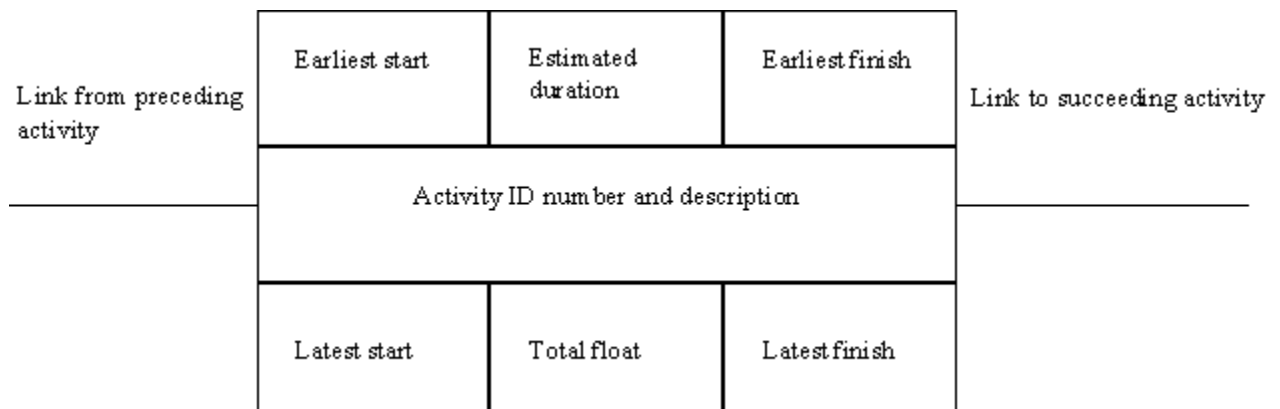 Earliest start
Estimated
duration
Earliest finish
Link from preceding
activity
Link to succeeding activity
Activity ID number and description
Latest start
Total float
Latest finish